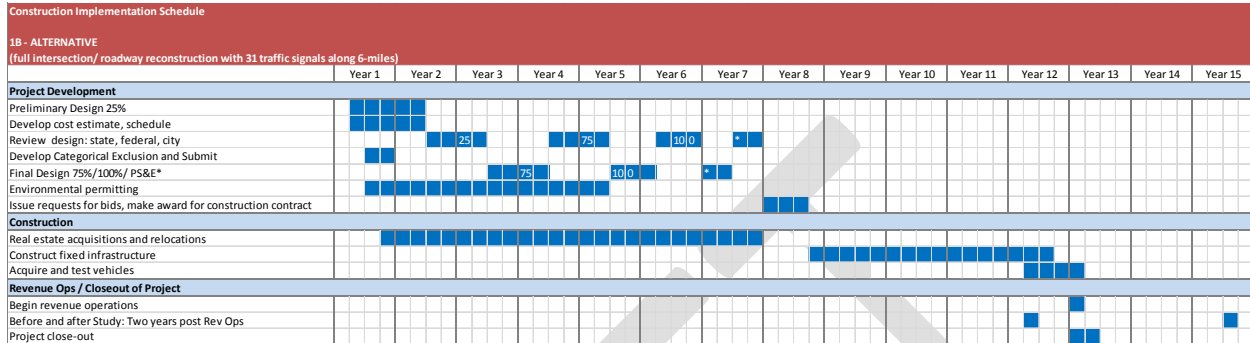 Construction Implementation Schedule
1B - ALTERNATIVE
(full intersection/ roadway reconstruction with 31 traffic signals along 6-miles)
Year 1 Year 2 Year 3 Year 4 Year 5 Year 6 Year 7 Year 8 Year 9 Year 10 Year 11 Year 12 Year 13 Year 14 Year 15
Project Development
Preliminary Design 25%
Develop cost estimate, schedule
Review design: state, federal, city 25 75 100 *
Develop Categorical Exclusion and Submit
Final Design 75%/100%/ PS&E* 75 100 *
Environmental permitting
Issue requests for bids, make award for construction contract
Construction
Real estate acquisitions and relocations
Construct fixed infrastructure
Acquire and test vehicles
Revenue Ops / Closeout of Project
Begin revenue operations
Before and after Study: Two years post Rev Ops
Project close-out